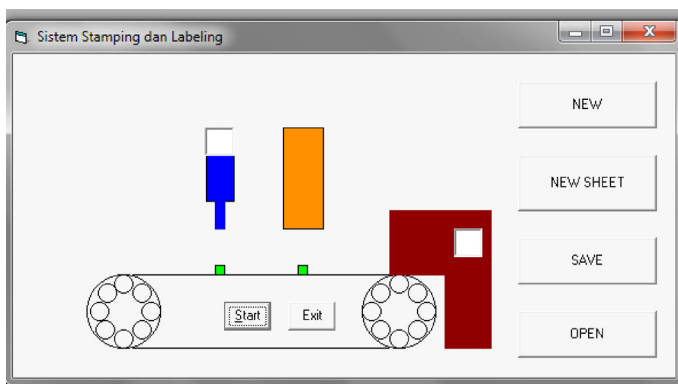 Sistem Stamping dan Labeling
NEW
NEW SHEET
SAVE
Start
Exit
OPEN